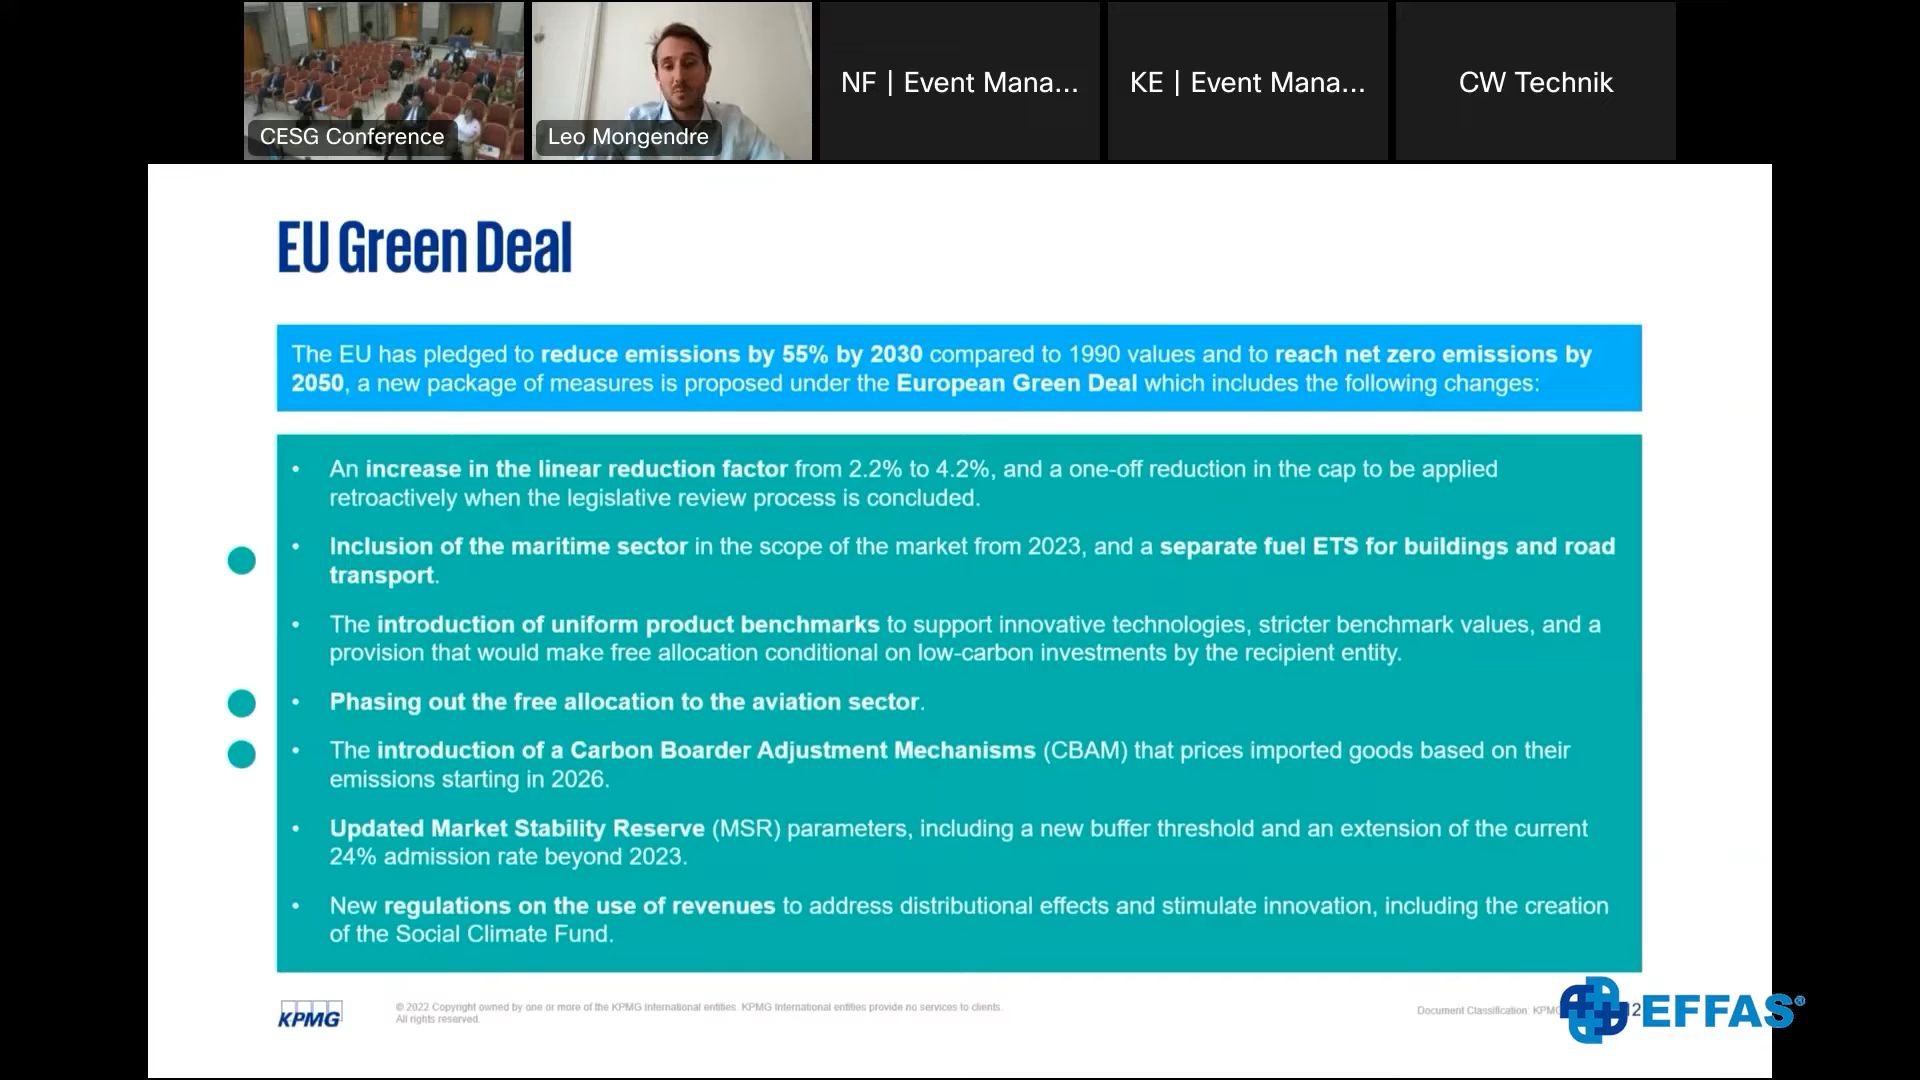 CESG Conference
Leo Mongendre
NF | Event Mana...
KE | Event Mana...
CW Technik
EU Green Deal
The EU has pledged to reduce emissions by 55% by 2030 compared to 1990 values and to reach net zero emissions by
2050, a new package of measures is proposed under the European Green Deal which includes the following changes:
• An increase in the linear reduction factor from 2.2% to 4.2%, and a one-off reduction in the cap to be applied
retroactively when the legislative review process is concluded.
• Inclusion of the maritime sector in the scope of the market from 2023, and a separate fuel ETS for buildings and road
transport.
• The introduction of uniform product benchmarks to support innovative technologies, stricter benchmark values, and a
provision that would make free allocation conditional on low-carbon investments by the recipient entity.
• Phasing out the free allocation to the aviation sector.
• The introduction of a Carbon Boarder Adjustment Mechanisms (CBAM) that prices imported goods based on their
emissions starting in 2026.
• Updated Market Stability Reserve (MSR) parameters, including a new buffer threshold and an extension of the current
24% admission rate beyond 2023.
• New regulations on the use of revenues to address distributional effects and stimulate innovation, including the creation
of the Social Climate Fund.
KPMG
© 2022 Copyright owned by one or more of the KPMG International entities. KPMG International entities provide no services to clients.
All rights reserved.
Document Classification: KPMG
12
EFFAS®